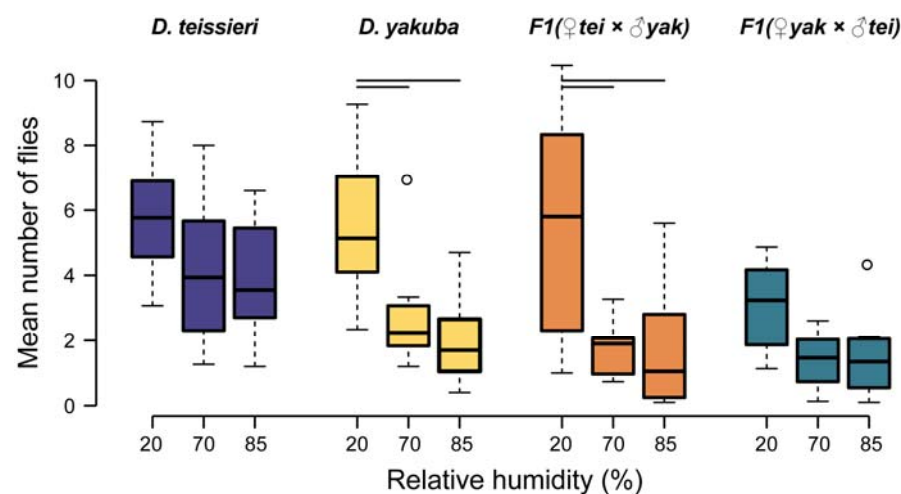 D. teissieri D. yakuba F1(♀tei × ♂yak) F1(♀yak × ♂tei)
10
8
6
4
2
0
Mean number of flies
20 70 85 20 70 85 20 70 85 20 70 85
Relative humidity (%)